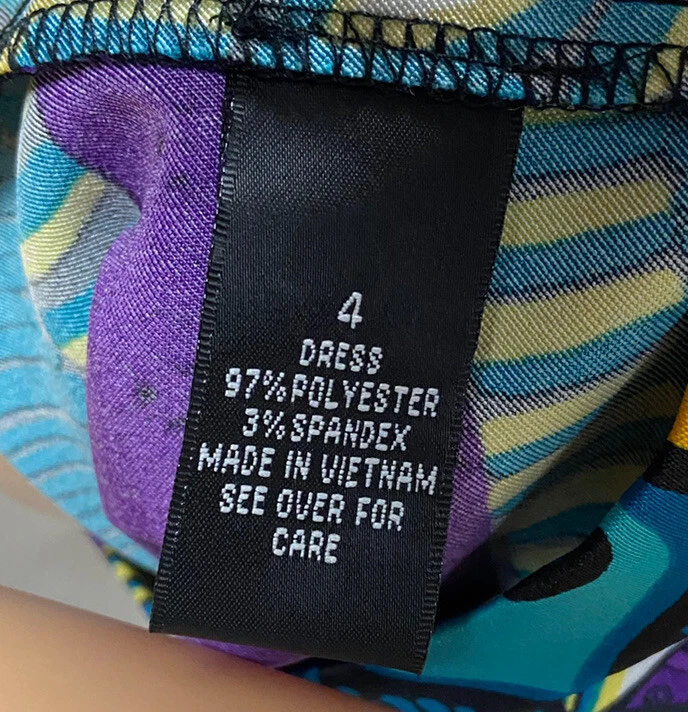 4
DRESS
97%POLYESTER
3%SPANDEX
MADE IN VIETNAM
SEE OVER FOR
CARE